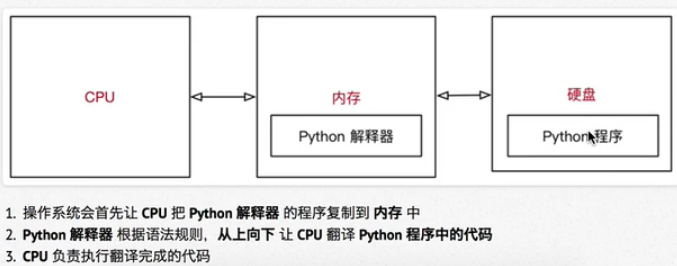 CPU
内存
硬盘
Python 解释器
Python 程序
1. 操作系统会首先让 CPU 把 Python 解释器 的程序复制到 内存 中
2. Python 解释器 根据语法规则，从上向下 让 CPU 翻译 Python 程序中的代码
3. CPU 负责执行翻译完成的代码